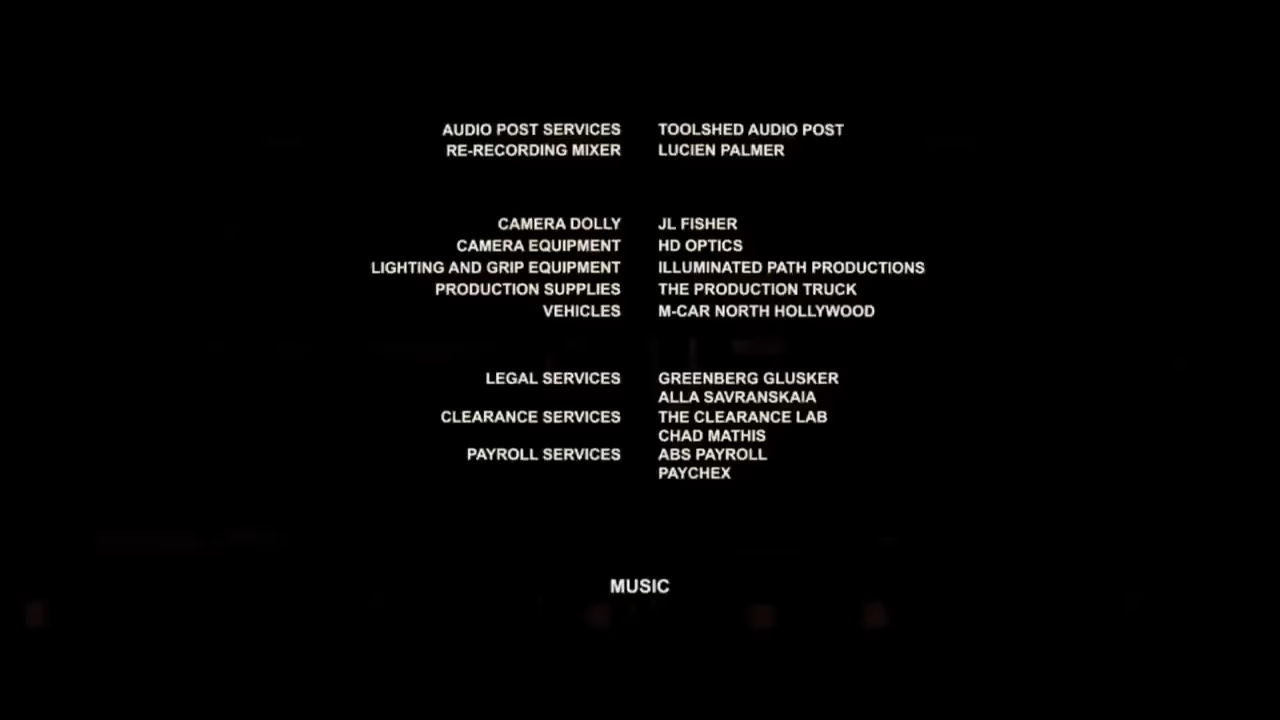 AUDIO POST SERVICES TOOLSHED AUDIO POST
RE-RECORDING MIXER LUCIEN PALMER
CAMERA DOLLY JL FISHER
CAMERA EQUIPMENT HD OPTICS
LIGHTING AND GRIP EQUIPMENT ILLUMINATED PATH PRODUCTIONS
PRODUCTION SUPPLIES THE PRODUCTION TRUCK
VEHICLES M-CAR NORTH HOLLYWOOD
LEGAL SERVICES GREENBERG GLUSKER
ALLA SAVRANSKAIA
CLEARANCE SERVICES THE CLEARANCE LAB
CHAD MATHIS
PAYROLL SERVICES ABS PAYROLL
PAYCHEX
MUSIC